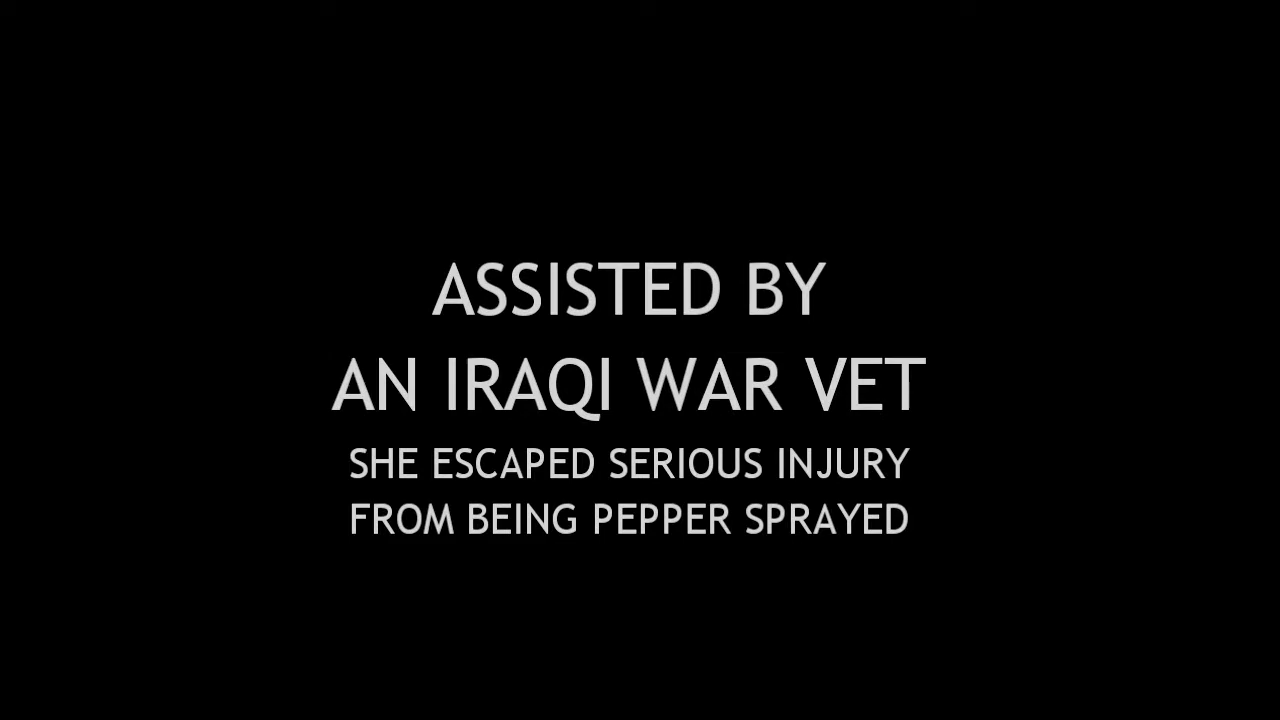 ASSISTED BY
AN IRAQI WAR VET
SHE ESCAPED SERIOUS INJURY
FROM BEING PEPPER SPRAYED